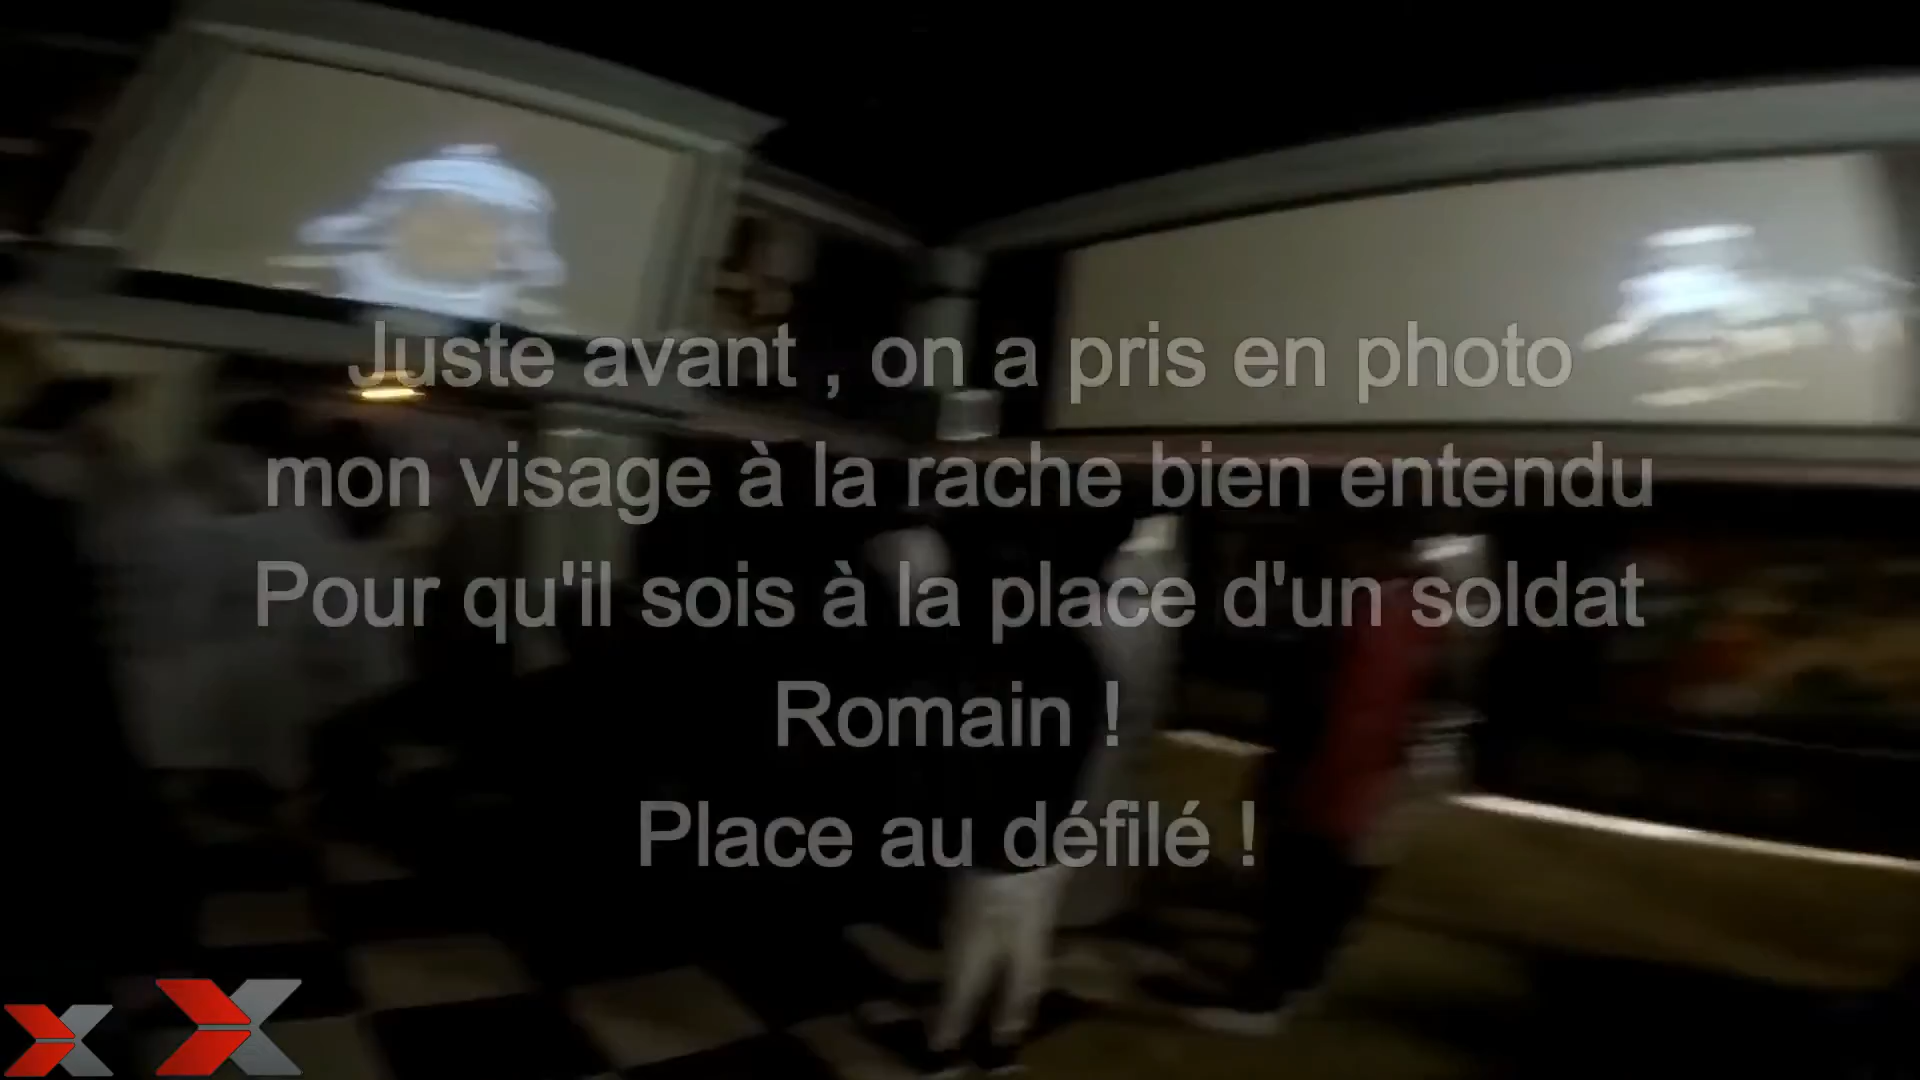 Juste avant , on a pris en photo
mon visage à la rache bien entendu
Pour qu'il sois à la place d'un soldat
Romain !
Place au défilé !